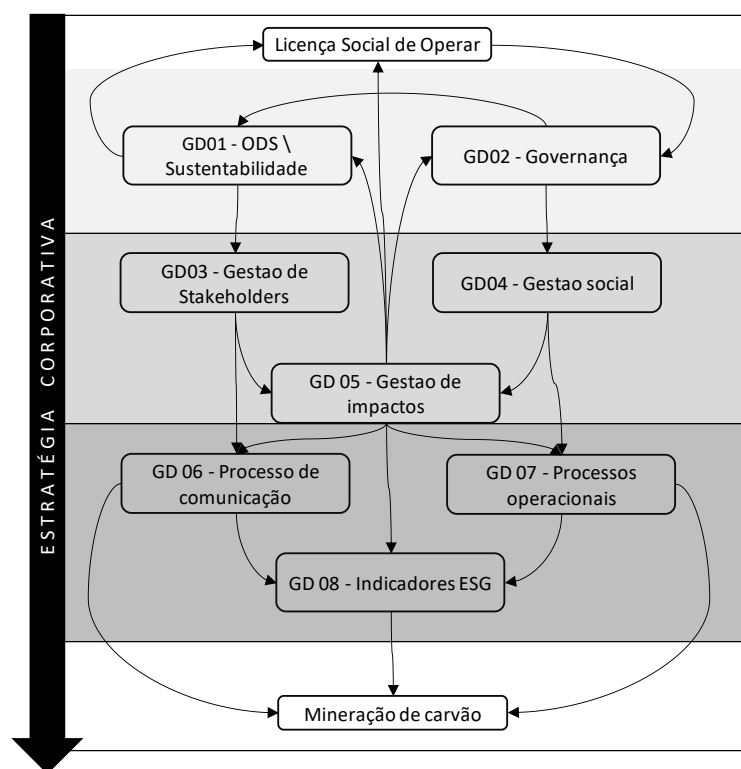 Licença Social de Operar
GD01 - ODS \
Sustentabilidade
GD02 - Governança
GD03 - Gestao de
Stakeholders
GD04 - Gestao social
GD 05 - Gestao de
impactos
GD 06 - Processo de
comunicação
GD 07 - Processos
operacionais
GD 08 - Indicadores ESG
Mineração de carvão
ESTRATÉGIA CORPORATIVA